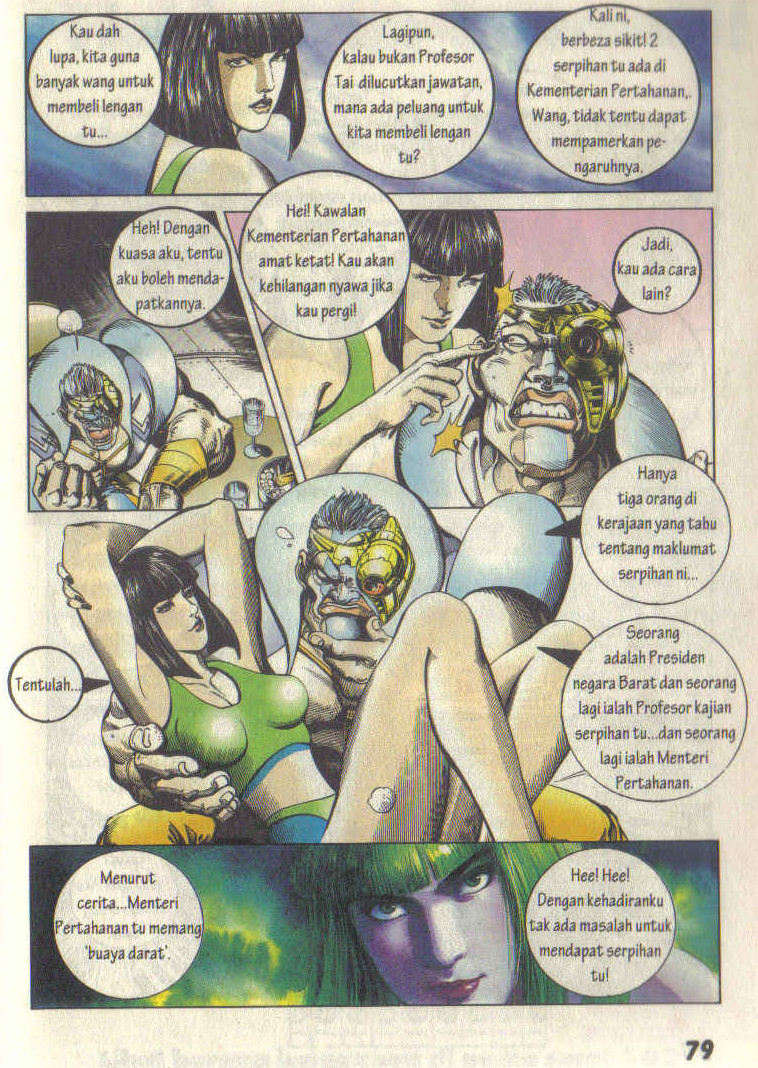 Kau dah
lupa, kita guna
banyak wang untuk
membeli lengan
tu...
Lagipun,
kalau bukan Profesor
Tai dilucutkan jawatan,
mana ada peluang untuk
kita membeli lengan
tu?
Kali ni,
berbeza sikit! 2
serpihan tu ada di
Kementerian Pertahanan,.
Wang, tidak tentu dapat
mempamerkan pe-
ngaruhnya.
Heh! Dengan
kuasa aku, tentu
aku boleh menda-
patkannya.
Hei! Kawalan
Kementerian Pertahanan
amat ketat! Kau akan
kehilangan nyawa jika
kau pergi!
Jadi,
kau ada cara
lain?
Hanya
tiga orang di
kerajaan yang tahu
tentang maklumat
serpihan ni...
Tentulah...
Seorang
adalah Presiden
negara Barat dan seorang
lagi ialah Profesor kajian
serpihan tu...dan seorang
lagi ialah Menteri
Pertahanan.
Menurut
cerita...Menteri
Pertahanan tu memang
'buaya darat'.
Hee! Hee!
Dengan kehadiranku
tak ada masalah untuk
mendapat serpihan
tu!
79